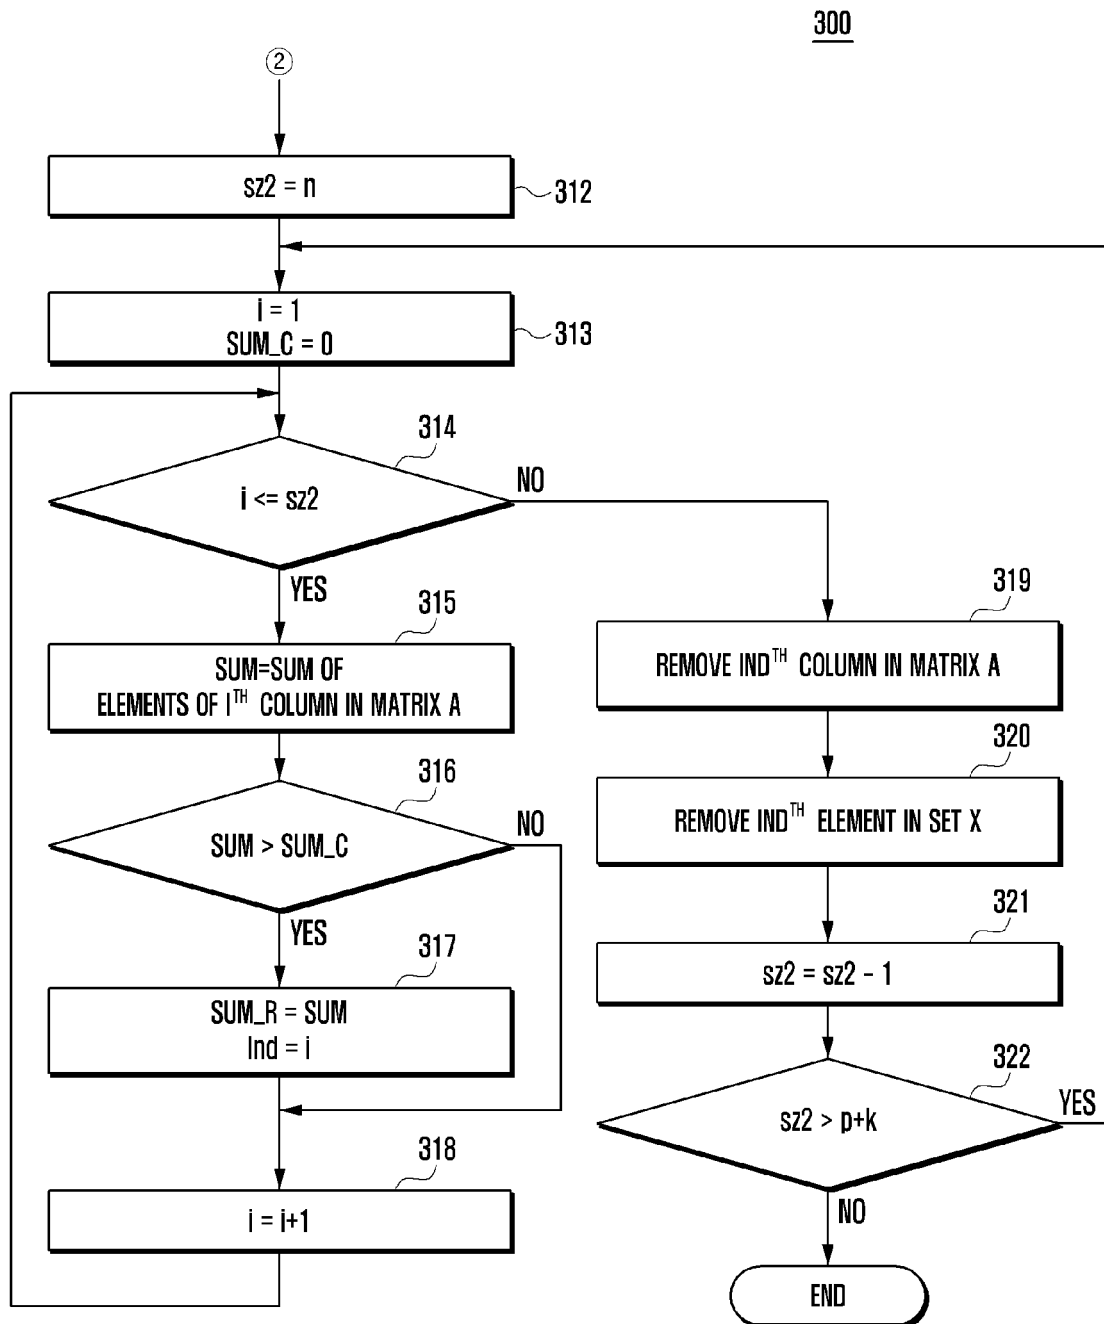 300
②
sz2 = n
312
i = 1
SUM_C = 0
313
314
i <= sz2
NO
YES
315
SUM=SUM OF
ELEMENTS OF I^TH COLUMN IN MATRIX A
316
SUM > SUM_C
NO
YES
317
SUM_R = SUM
Ind = i
318
i = i+1
319
REMOVE IND^TH COLUMN IN MATRIX A
320
REMOVE IND^TH ELEMENT IN SET X
321
sz2 = sz2 - 1
322
sz2 > p+k
YES
NO
END